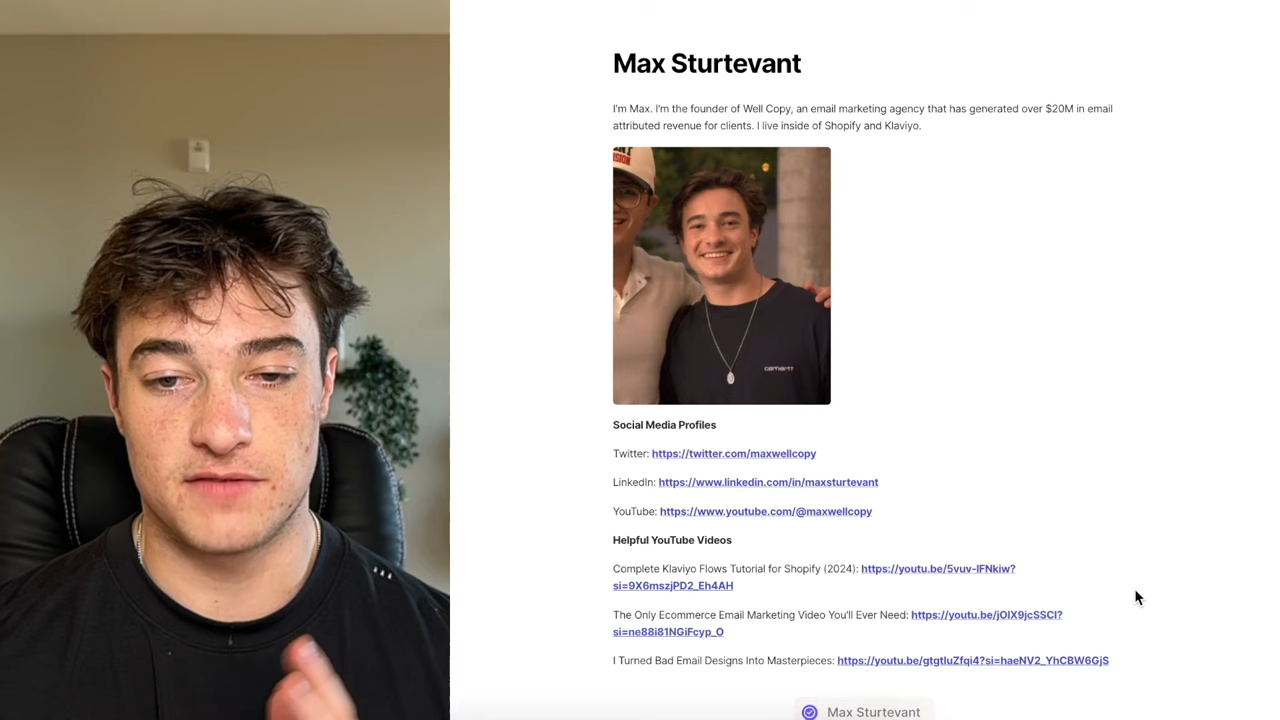 Max Sturtevant
I'm Max. I'm the founder of Well Copy, an email marketing agency that has generated over $20M in email
attributed revenue for clients. I live inside of Shopify and Klaviyo.
carhartt
Social Media Profiles
Twitter: https://twitter.com/maxwellcopy
LinkedIn: https://www.linkedin.com/in/maxsturtevant
YouTube: https://www.youtube.com/@maxwellcopy
Helpful YouTube Videos
Complete Klaviyo Flows Tutorial for Shopify (2024): https://youtu.be/5vuv-IFNkiw?
si=9X6mszjPD2_Eh4AH
The Only Ecommerce Email Marketing Video You'll Ever Need: https://youtu.be/jOIX9jcSSCI?
si=ne88i81NGiFcyp_O
I Turned Bad Email Designs Into Masterpieces: https://youtu.be/gtgtluZfqi4?si=haeNV2_YhCBW6GjS
Max Sturtevant